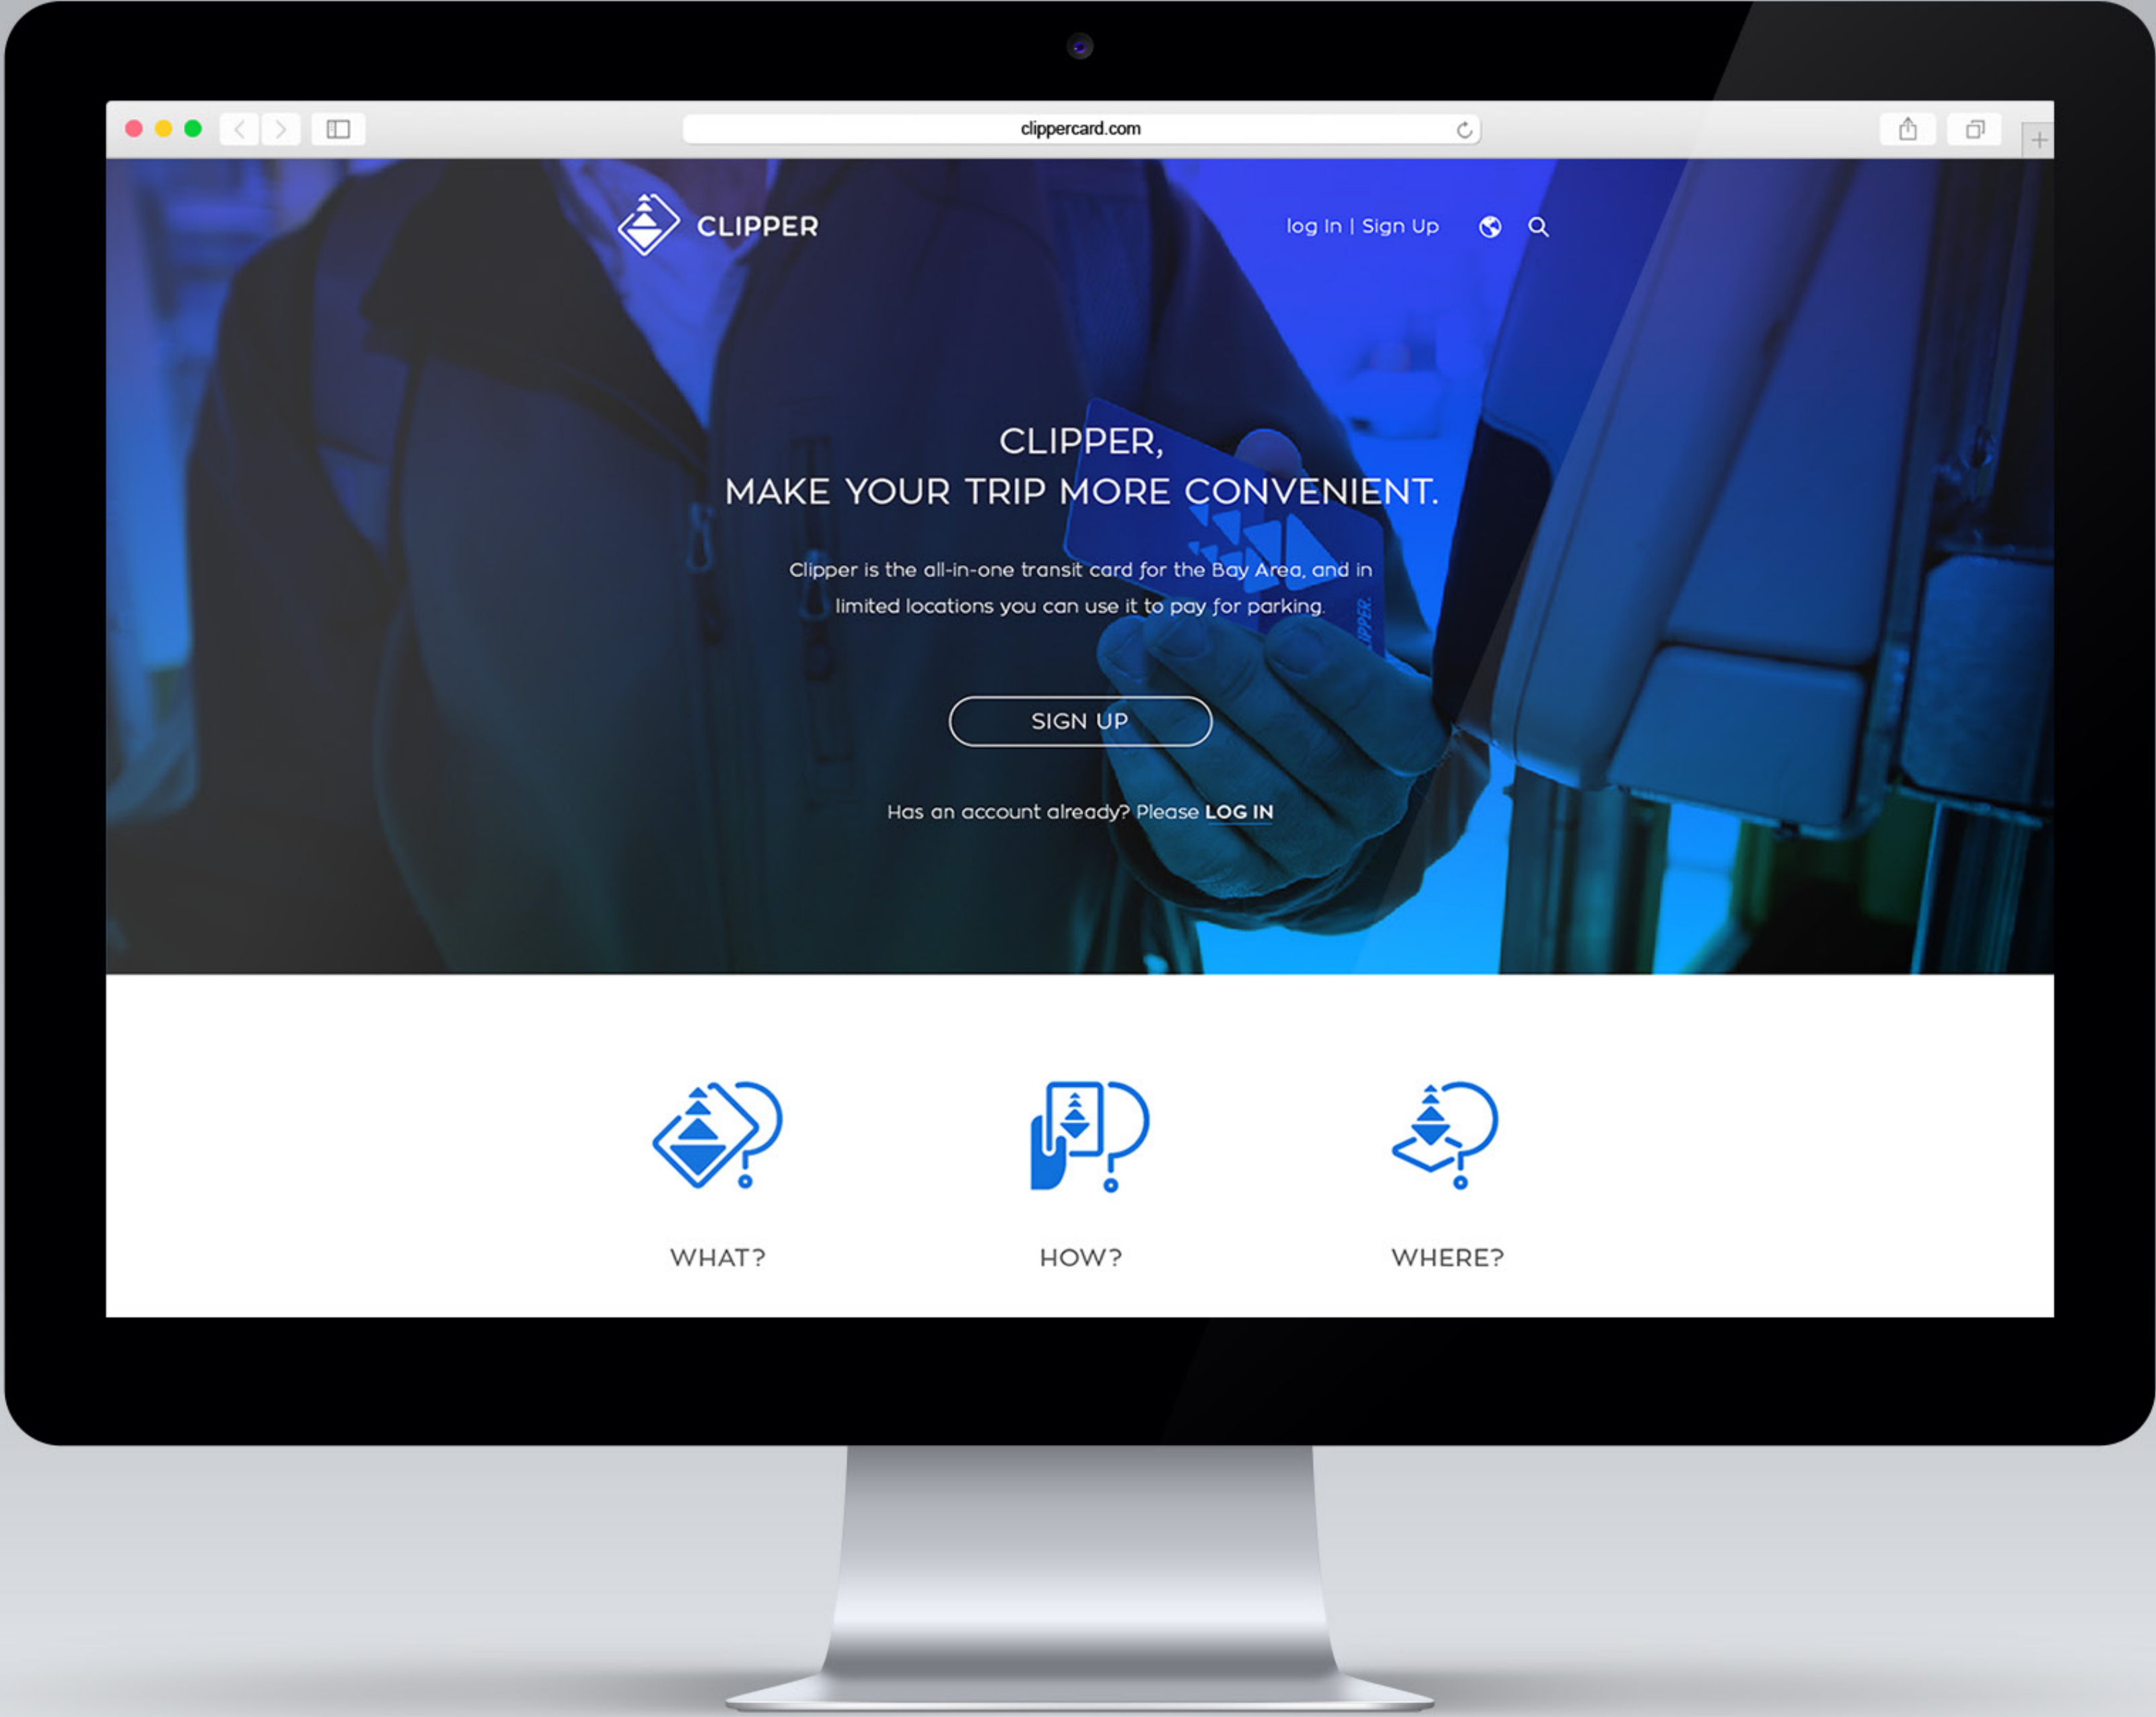 clippercard.com
CLIPPER
log In | Sign Up
CLIPPER,
MAKE YOUR TRIP MORE CONVENIENT.
Clipper is the all-in-one transit card for the Bay Area, and in
limited locations you can use it to pay for parking.
IPPER.
SIGN UP
Has an account already? Please LOG IN
WHAT?
HOW?
WHERE?